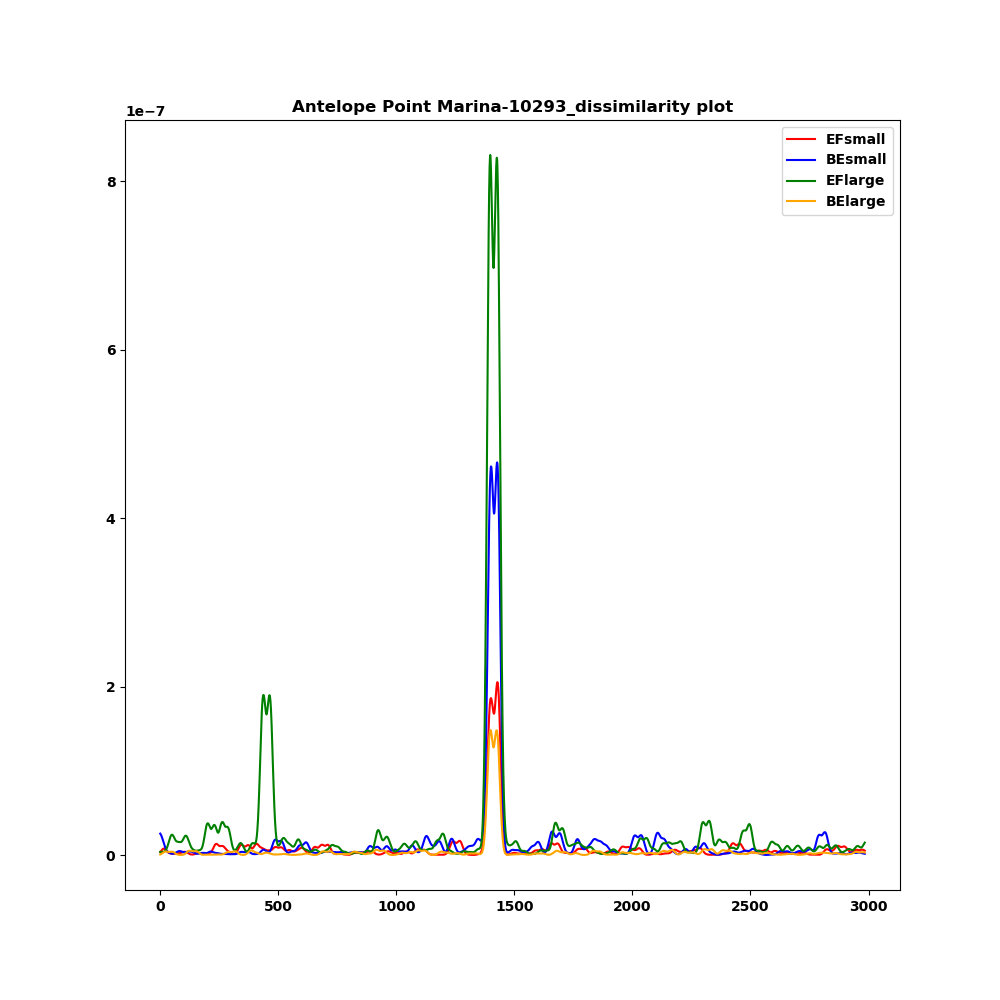 Antelope Point Marina-10293_dissimilarity plot
1e−7
EFsmall
BEsmall
EFlarge
BElarge
8
6
4
2
0
0 500 1000 1500 2000 2500 3000